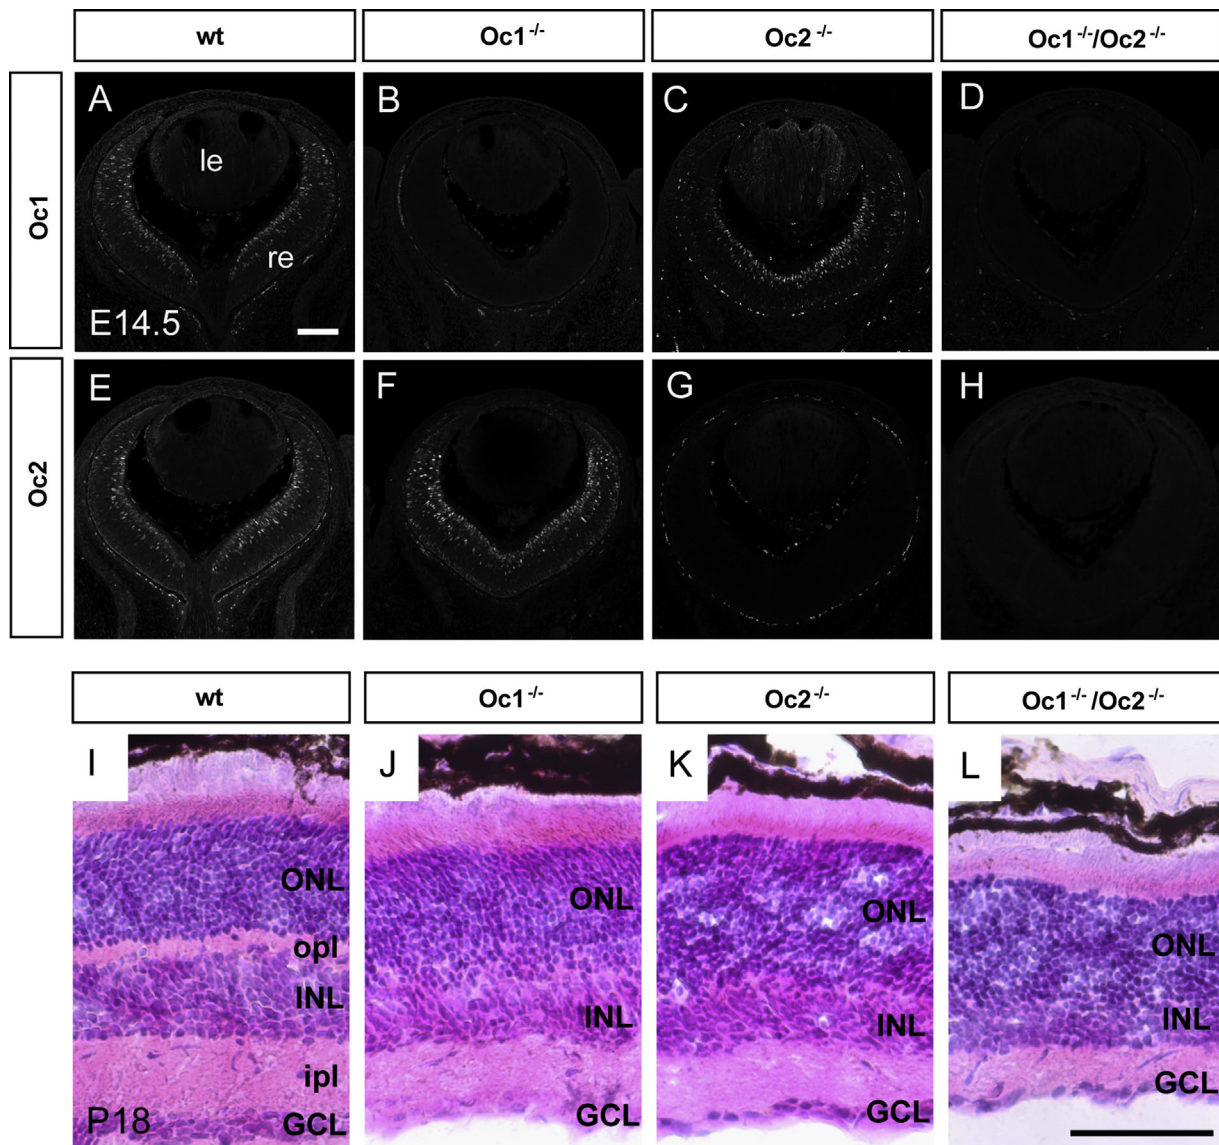 wt
Oc1-/-
Oc2-/-
Oc1-/-/Oc2-/-
Oc1
A
le
re
E14.5
B
C
D
Oc2
E
F
G
H
wt
Oc1-/-
Oc2-/-
Oc1-/-/Oc2-/-
I
ONL
opl
INL
ipl
GCL
P18
J
ONL
INL
GCL
K
ONL
INL
GCL
L
ONL
INL
GCL